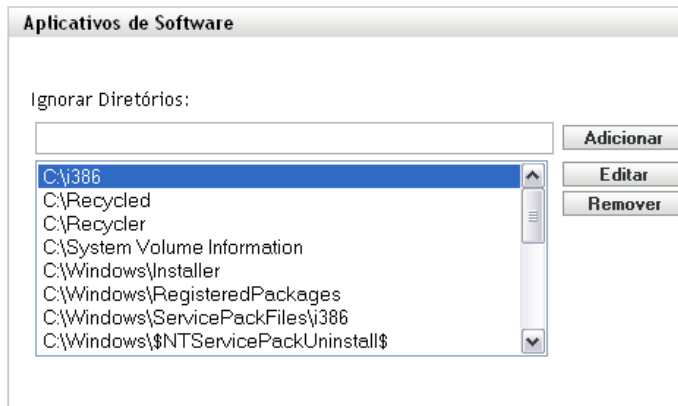 Aplicativos de Software
Ignorar Diretórios:
Adicionar
C:\i386
Editar
C:\Recycled
Remover
C:\Recycler
C:\System Volume Information
C:\Windows\Installer
C:\Windows\RegisteredPackages
C:\Windows\ServicePackFiles\i386
C:\Windows\$NTServicePackUninstall$